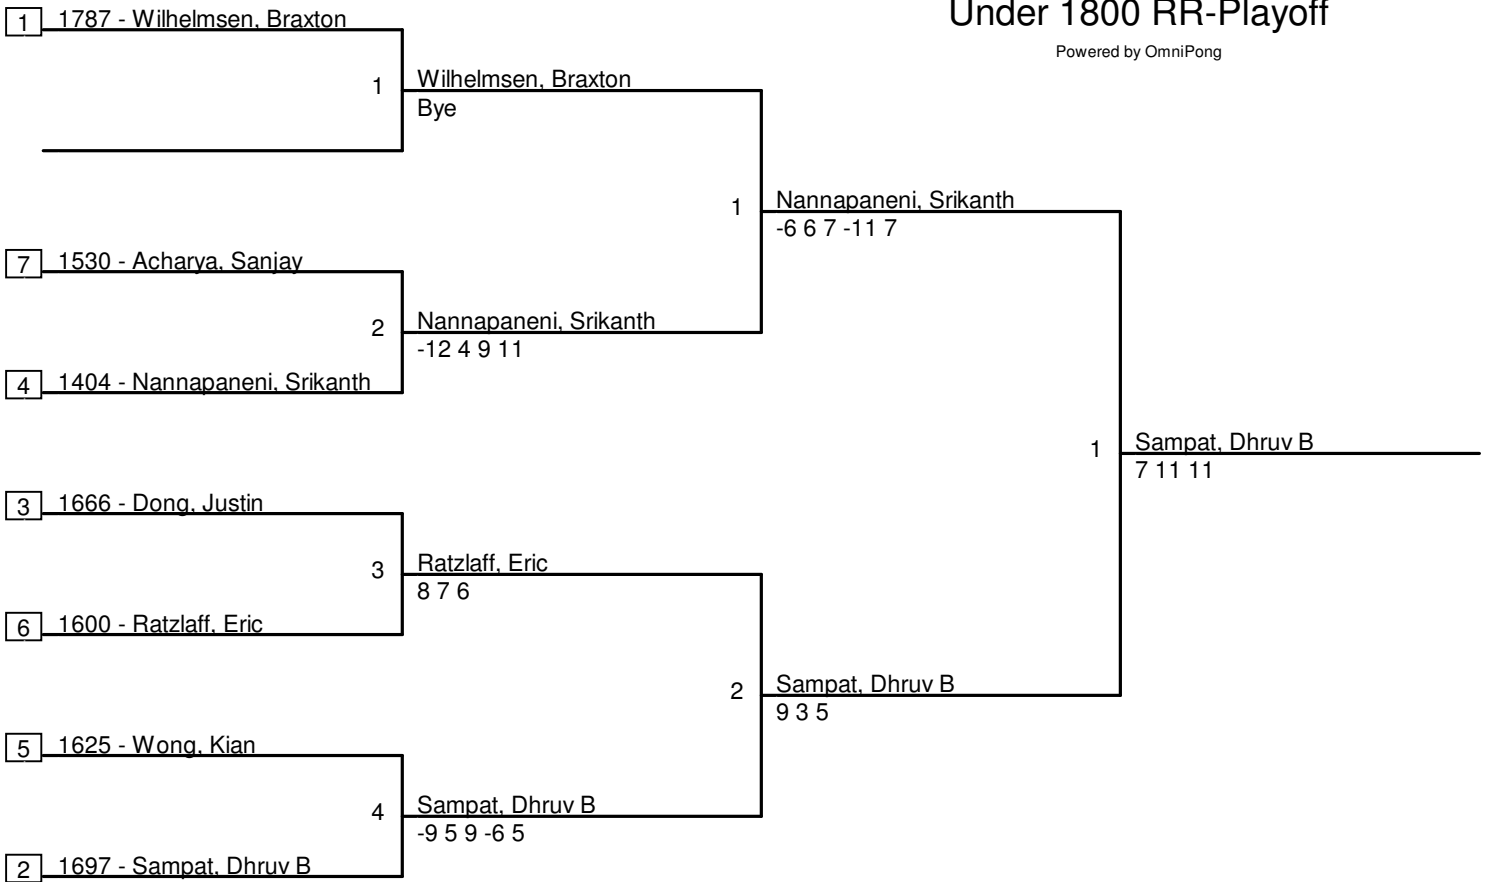 Under 1800 RR-Playoff
Powered by OmniPong
1 1787 - Wilhelmsen, Braxton
1 Wilhelmsen, Braxton
Bye
1 Nannapaneni, Srikanth
-6 6 7 -11 7
7 1530 - Acharya, Sanjay
2 Nannapaneni, Srikanth
-12 4 9 11
4 1404 - Nannapaneni, Srikanth
1 Sampat, Dhruv B
7 11 11
3 1666 - Dong, Justin
3 Ratzlaff, Eric
8 7 6
6 1600 - Ratzlaff, Eric
2 Sampat, Dhruv B
9 3 5
5 1625 - Wong, Kian
4 Sampat, Dhruv B
-9 5 9 -6 5
2 1697 - Sampat, Dhruv B